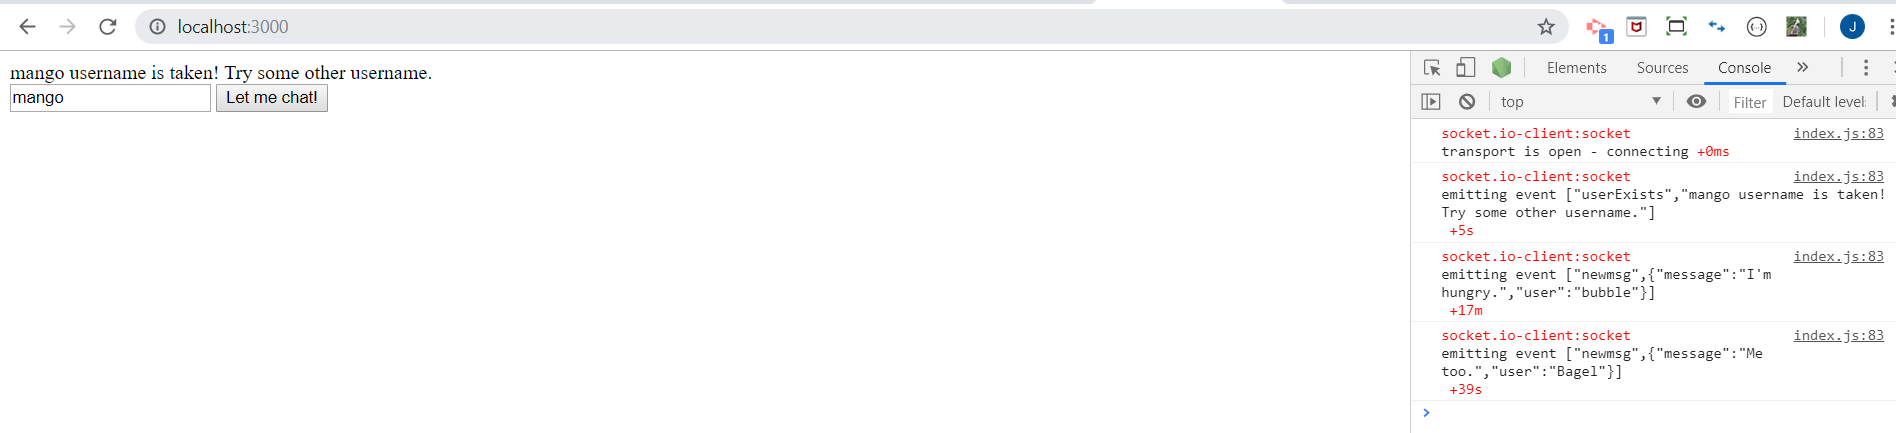 localhost:3000
1
J
mango username is taken! Try some other username.
mango
Let me chat!
Elements
Sources
Console
top
Filter
Default level
socket.io-client:socket
index.js:83
transport is open - connecting +0ms
socket.io-client:socket
index.js:83
emitting event ["userExists","mango username is taken!
Try some other username."]
+5s
socket.io-client:socket
index.js:83
emitting event ["newmsg",{"message":"I'm
hungry.","user":"bubble"}]
+17m
socket.io-client:socket
index.js:83
emitting event ["newmsg",{"message":"Me
too.","user":"Bagel"}]
+39s